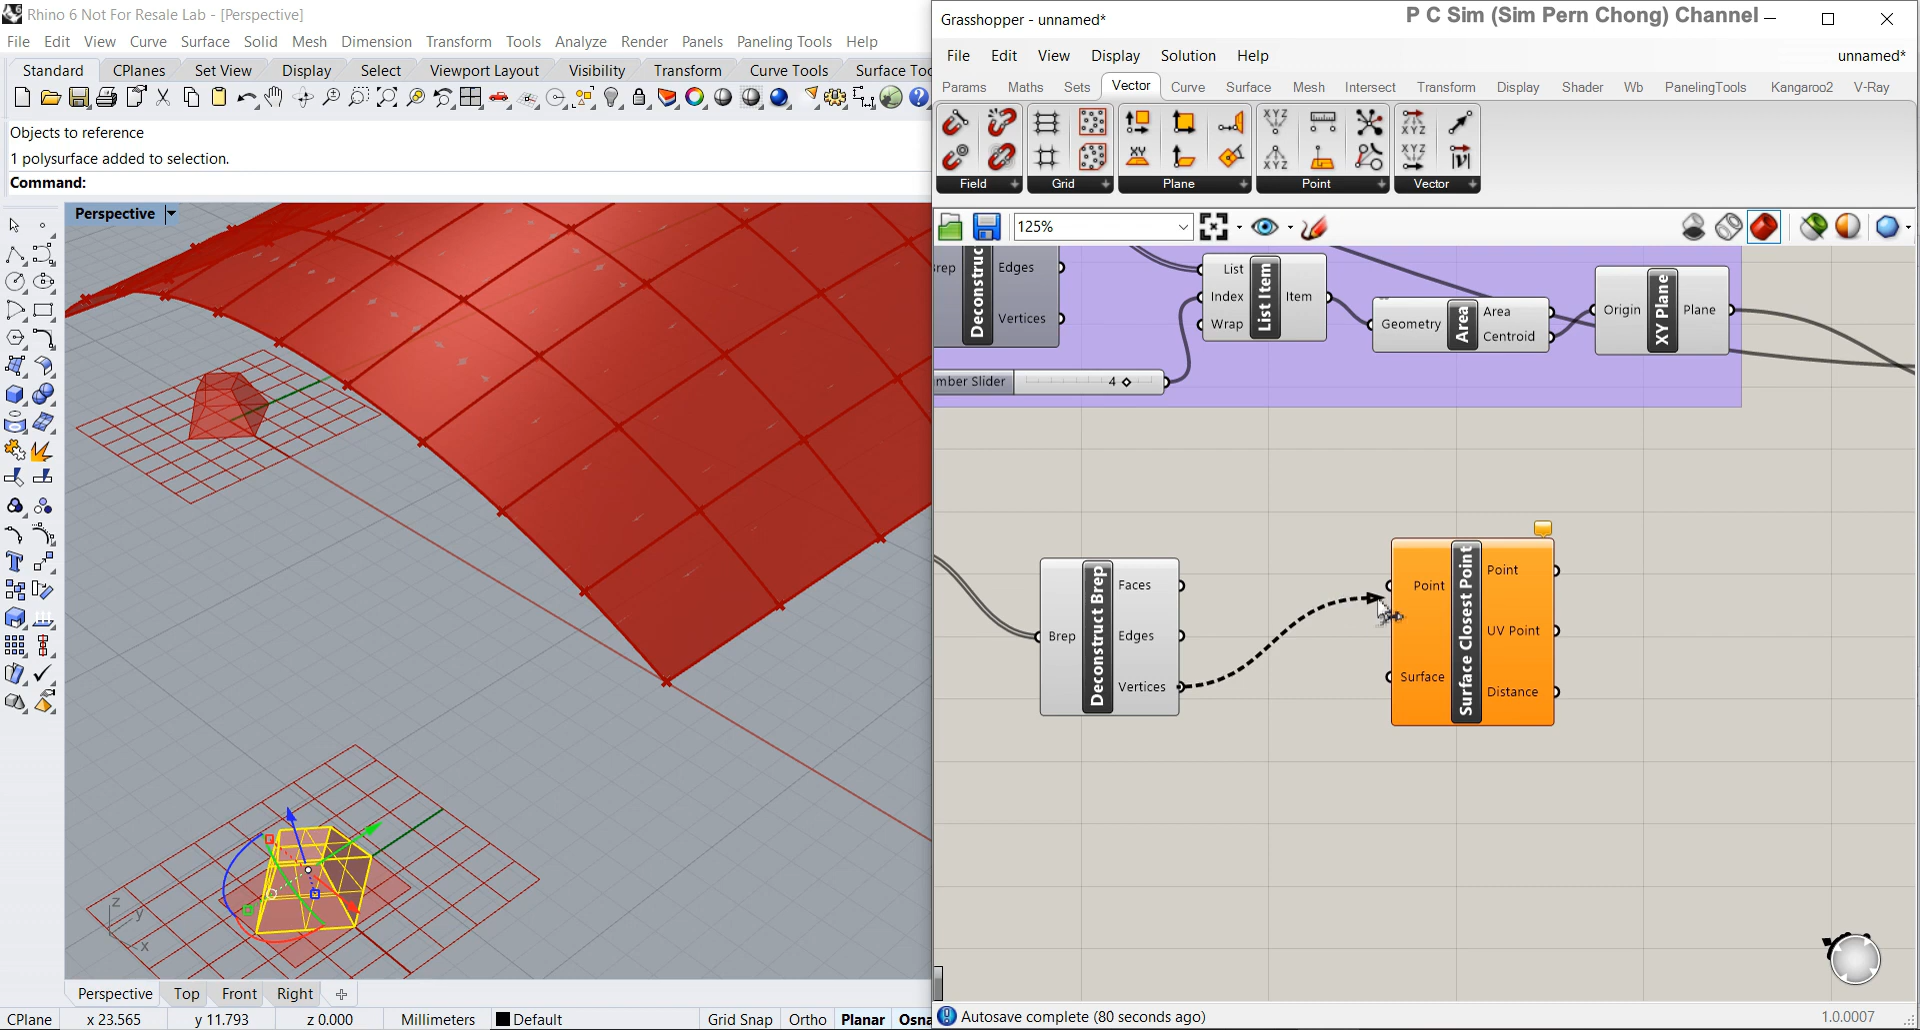 Rhino 6 Not For Resale Lab - [Perspective]
File Edit View Curve Surface Solid Mesh Dimension Transform Tools Analyze Render Panels Paneling Tools Help
Standard CPlanes Set View Display Select Viewport Layout Visibility Transform Curve Tools Surface Too
Objects to reference
1 polysurface added to selection.
Command:
Perspective
z
y
x
Perspective Top Front Right
CPlane x 23.565 y 11.793 z 0.000 Millimeters Default Grid Snap Ortho Planar Osna
Grasshopper - unnamed*
P C Sim (Sim Pern Chong) Channel
File Edit View Display Solution Help
unnamed*
Params Maths Sets Vector Curve Surface Mesh Intersect Transform Display Shader Wb PanelingTools Kangaroo2 V-Ray
XY
XYZ
XYZ
XYZ
XYZ
Field Grid Plane Point Vector
125%
rep
Deconstruc
Edges
Vertices
mber Slider
4
List
Index
Wrap
List Item
Item
Geometry
Area
Area
Centroid
Origin
XY Plane
Plane
Brep
Deconstruct Brep
Faces
Edges
Vertices
Point
Surface
Surface Closest Point
Point
UV Point
Distance
Autosave complete (80 seconds ago)
1.0.0007